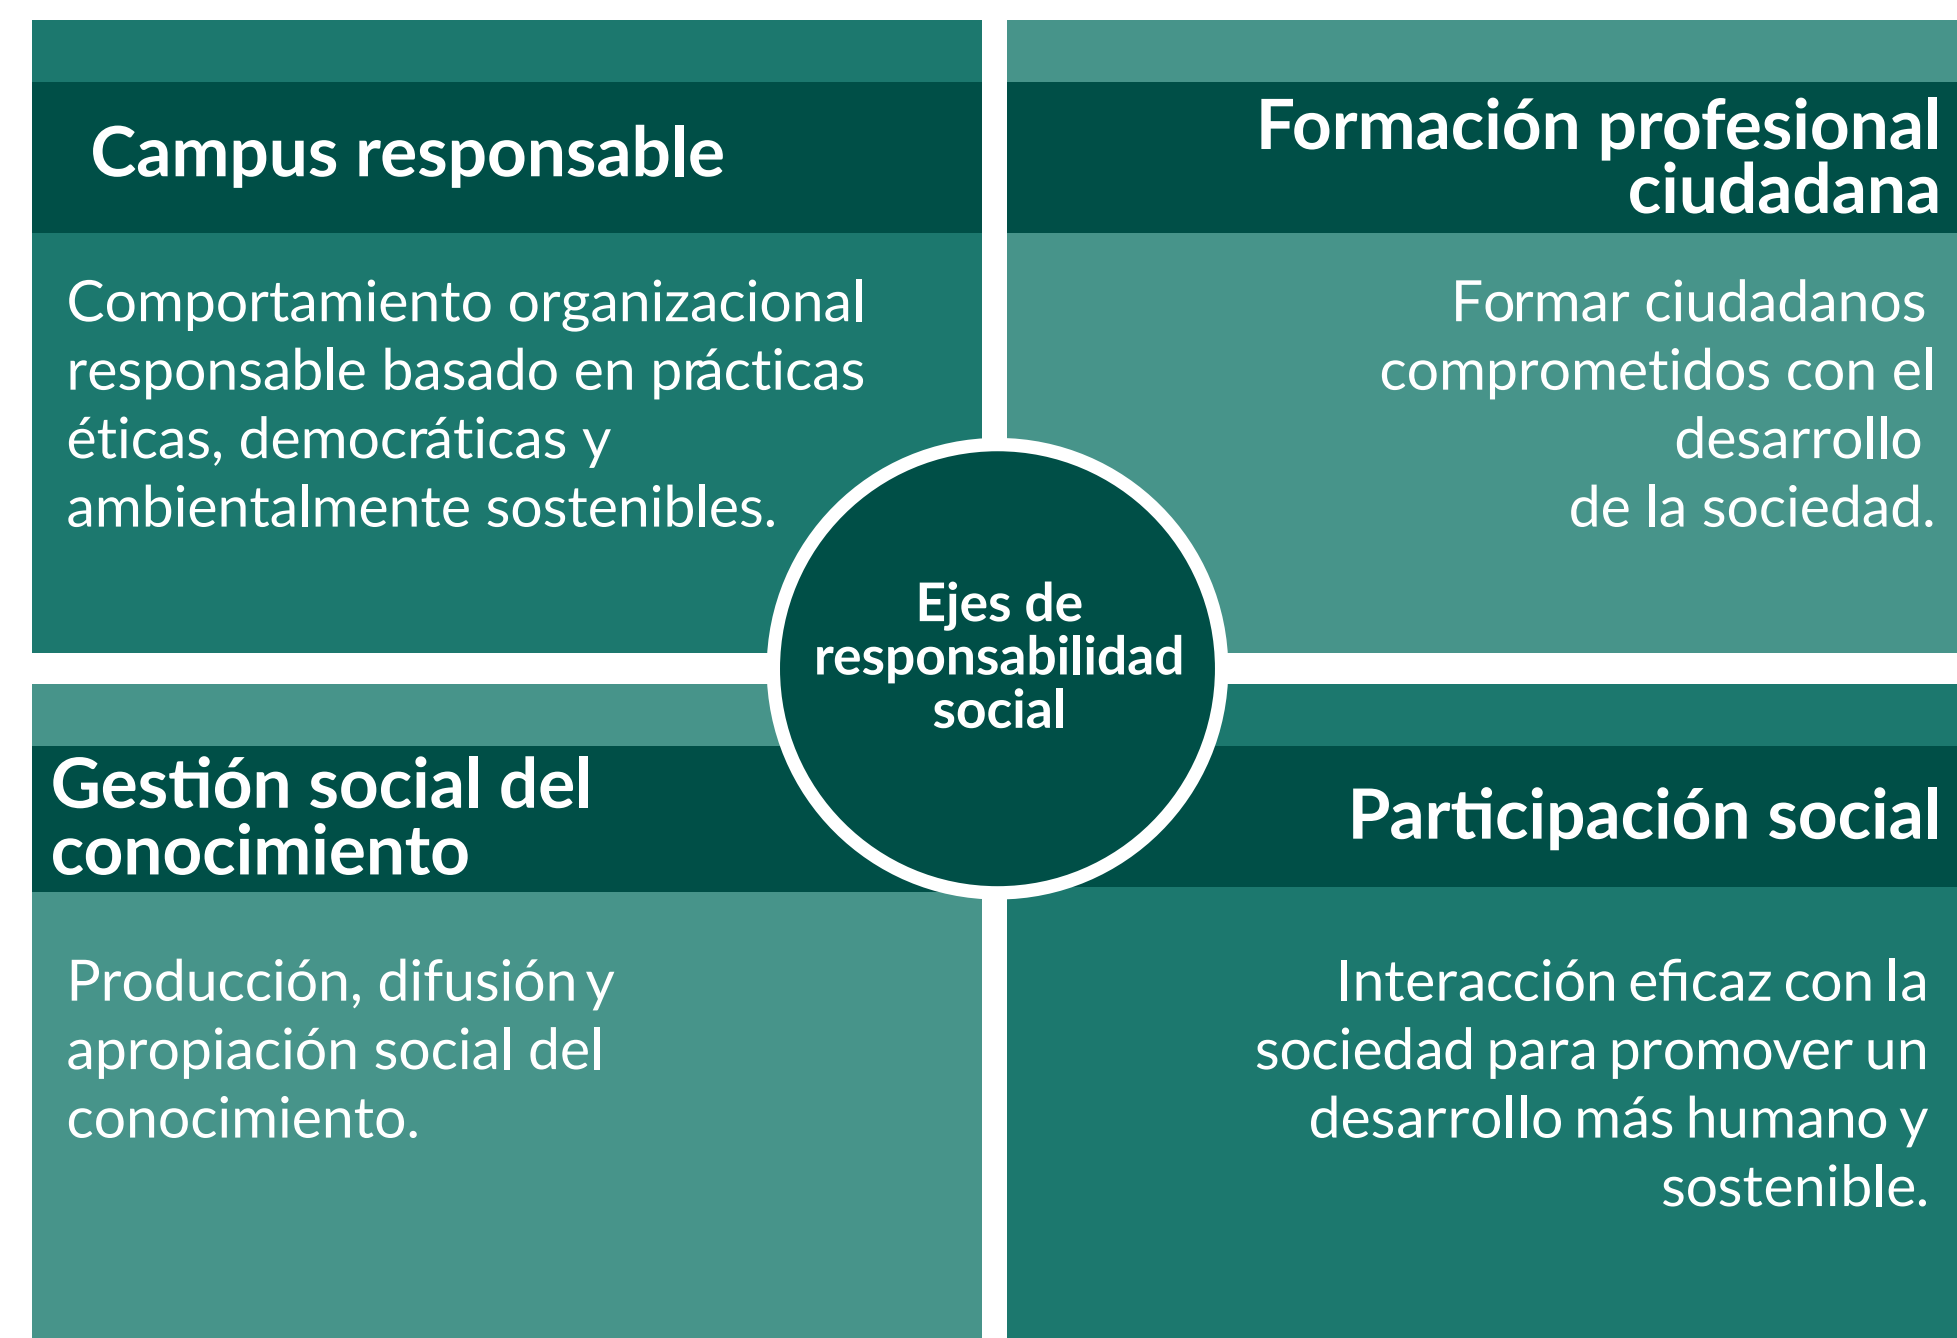 Campus responsable
Comportamiento organizacional
responsable basado en prácticas
éticas, democráticas y
ambientalmente sostenibles.
Formación profesional
ciudadana
Formar ciudadanos
comprometidos con el
desarrollo
de la sociedad.
Ejes de
responsabilidad
social
Gestión social del
conocimiento
Producción, difusión y
apropiación social del
conocimiento.
Participación social
Interacción eficaz con la
sociedad para promover un
desarrollo más humano y
sostenible.